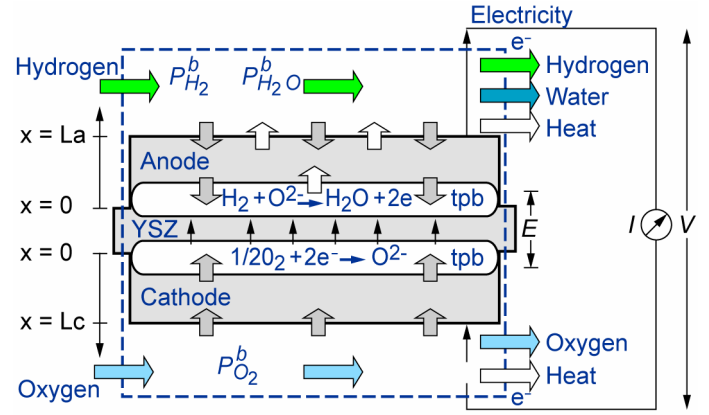 Electricity
e⁻
Hydrogen
P^b_H₂
P^b_H₂O
Hydrogen
Water
Heat
x = La
Anode
x = 0
H₂ + O²⁻ → H₂O + 2e
tpb
YSZ
E
I
V
x = 0
1/2O₂ + 2e⁻ → O²⁻
tpb
Cathode
x = Lc
Oxygen
P^b_O₂
Oxygen
Heat
e⁻